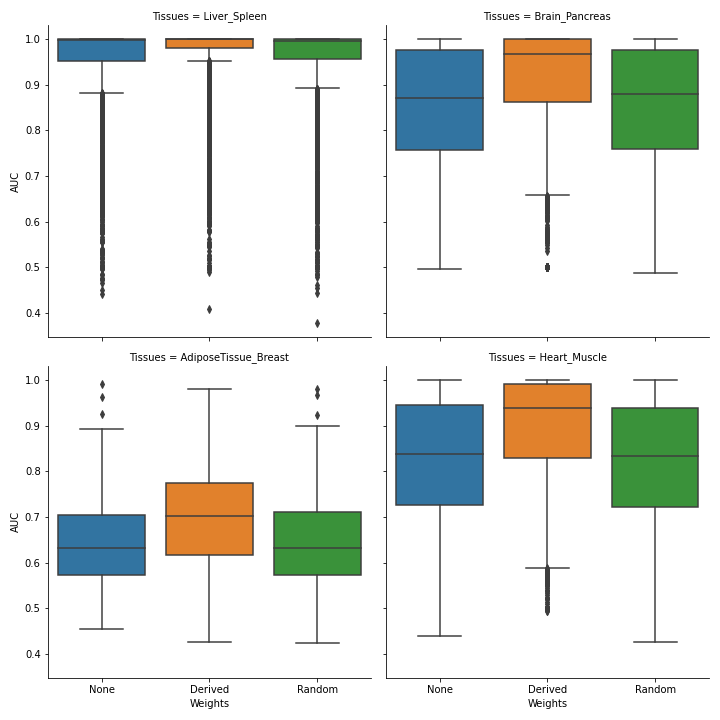 Tissues = Liver_Spleen
Tissues = Brain_Pancreas
1.0
0.9
0.8
0.7
0.6
0.5
0.4
AUC
Tissues = AdiposeTissue_Breast
Tissues = Heart_Muscle
1.0
0.9
0.8
0.7
0.6
0.5
0.4
AUC
None
Derived
Random
Weights
None
Derived
Random
Weights